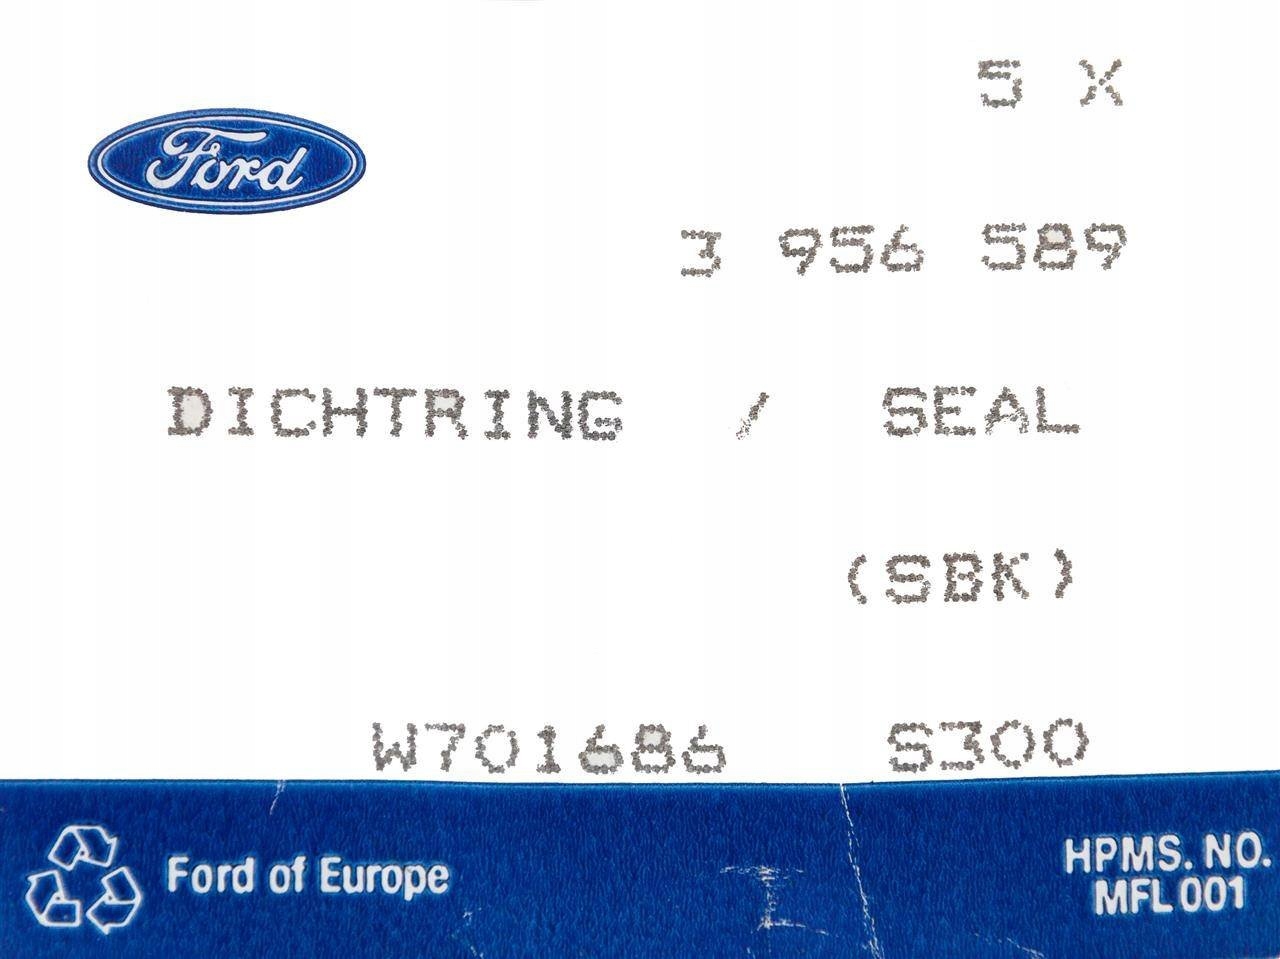 5 X
Ford
3 956 589
DICHTRING / SEAL
(SBK)
W701686 S300
Ford of Europe
HPMS. NO.
MFL 001